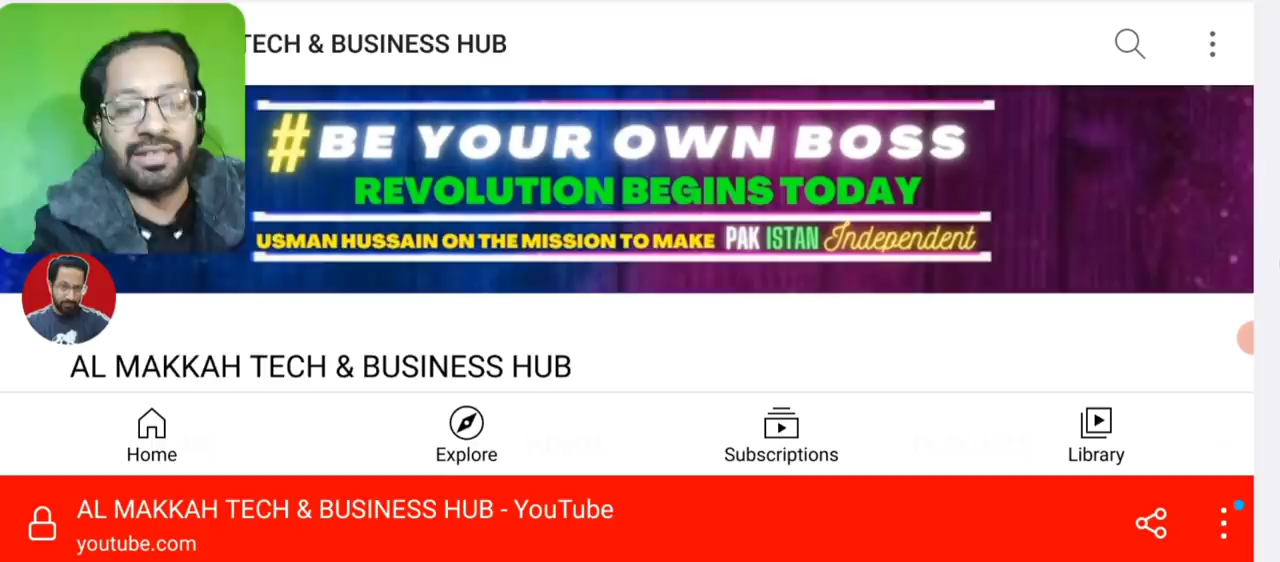 TECH & BUSINESS HUB
#BE YOUR OWN BOSS
REVOLUTION BEGINS TODAY
USMAN HUSSAIN ON THE MISSION TO MAKE PAK ISTAN Independent
AL MAKKAH TECH & BUSINESS HUB
Home
Explore
Subscriptions
Library
AL MAKKAH TECH & BUSINESS HUB - YouTube
youtube.com